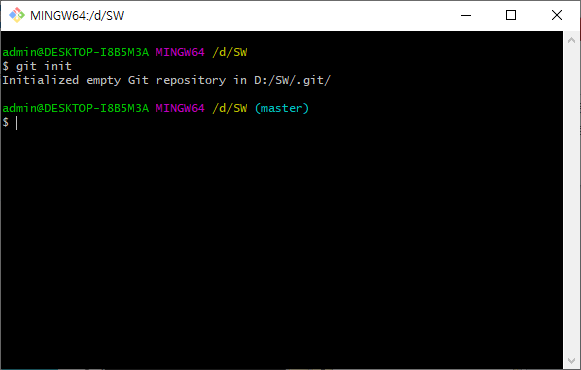 MINGW64:/d/SW
admin@DESKTOP-I8B5M3A MINGW64 /d/SW
$ git init
Initialized empty Git repository in D:/SW/.git/
admin@DESKTOP-I8B5M3A MINGW64 /d/SW (master)
$